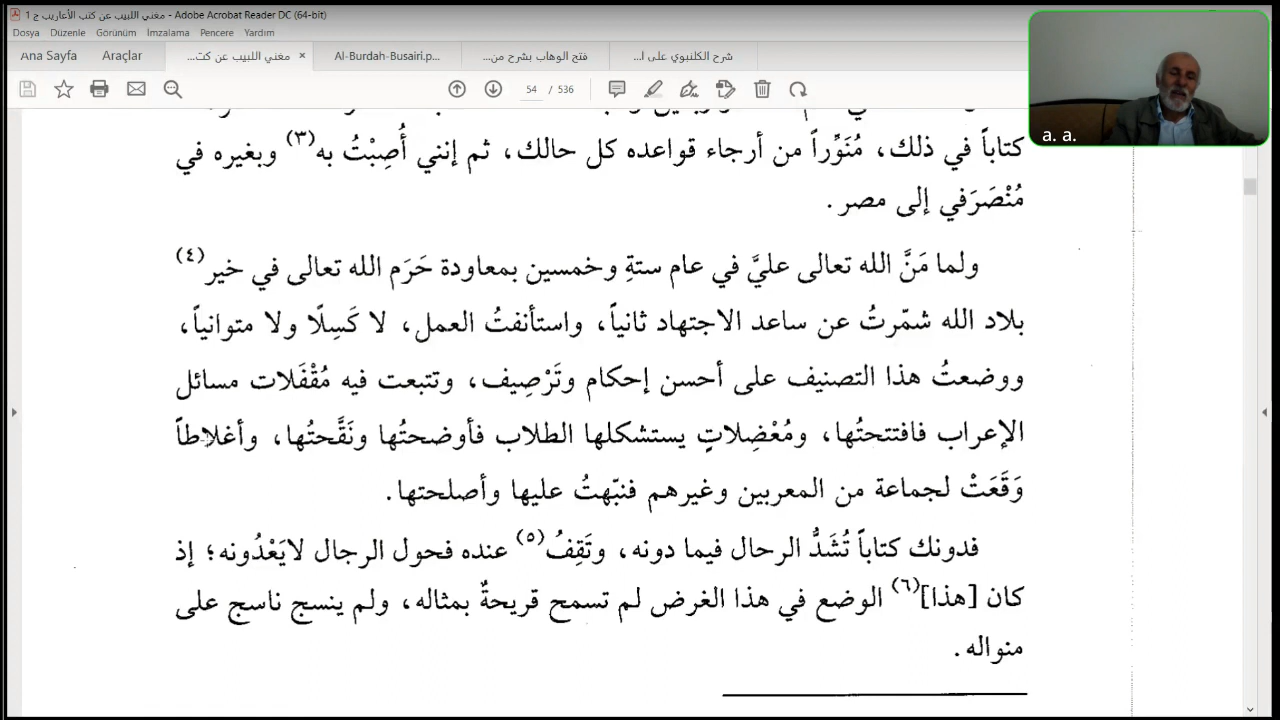 مغني اللبيب عن كتب الأعاريب ج 1 - Adobe Acrobat Reader DC (64-bit)
Dosya Düzenle Görünüm İmzalama Pencere Yardım
Ana Sayfa Araçlar مغني اللبيب عن كت... × Al-Burdah-Busairi.p... فتح الوهاب بشرح من... شرح الكلنبوي على ا...
54 / 536
a. a.
كتاباً في ذلك، مُنَوِّراً من أرجاء قواعده كل حالك، ثم إنني أُصِبْتُ به(٣) وبغيره في
مُنْصَرَفي إلى مصر .
ولما مَنَّ الله تعالى عليَّ في عام ستةِ وخمسين بمعاودة حَرَم الله تعالى في خير(٤)
بلاد الله شمّرتُ عن ساعد الاجتهاد ثانياً، واستأنفتُ العمل، لا كَسِلًا ولا متوانياً،
ووضعتُ هذا التصنيف على أحسن إحكام وتَرْصِيف، وتتبعت فيه مُقْفَلات مسائل
الإعراب فافتتحتُها، ومُعْضِلاتٍ يستشكلها الطلاب فأوضحتُها ونَقَّحتُها، وأغلاطاً
وَقَعَتْ لجماعة من المعربين وغيرهم فنبّهتُ عليها وأصلحتها.
فدونك كتاباً تُشَدُّ الرحال فيما دونه، وتَقِفُ(٥) عنده فحول الرجال لايَعْدُونه؛ إذ
كان [هذا](٦) الوضع في هذا الغرض لم تسمح قريحةٌ بمثاله، ولم ينسج ناسج على
منواله .